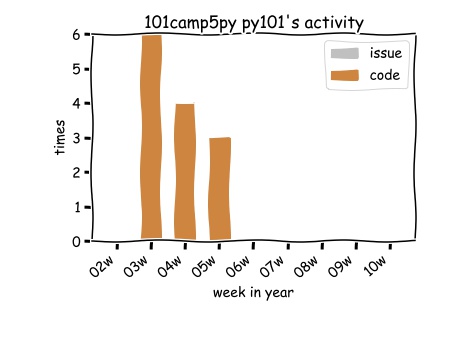 101camp5py py101's activity
times
6
5
4
3
2
1
0
issue
code
02w 03w 04w 05w 06w 07w 08w 09w 10w
week in year